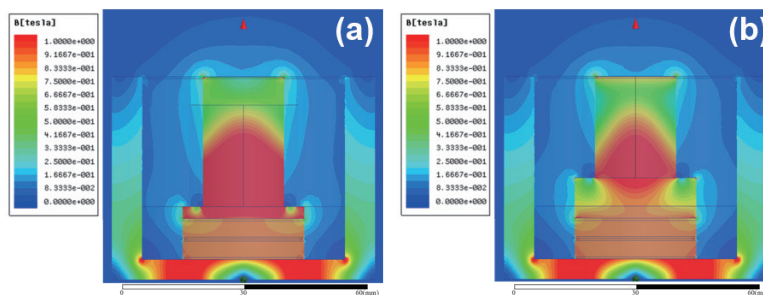 B[tesla]
1.0000e+000
9.1667e-001
8.3333e-001
7.5000e-001
6.6667e-001
5.8333e-001
5.0000e-001
4.1667e-001
3.3333e-001
2.5000e-001
1.6667e-001
8.3333e-002
0.0000e+000
(a)
0
30
60(mm)
B[tesla]
1.0000e+000
9.1667e-001
8.3333e-001
7.5000e-001
6.6667e-001
5.8333e-001
5.0000e-001
4.1667e-001
3.3333e-001
2.5000e-001
1.6667e-001
8.3333e-002
0.0000e+000
(b)
0
30
60(mm)